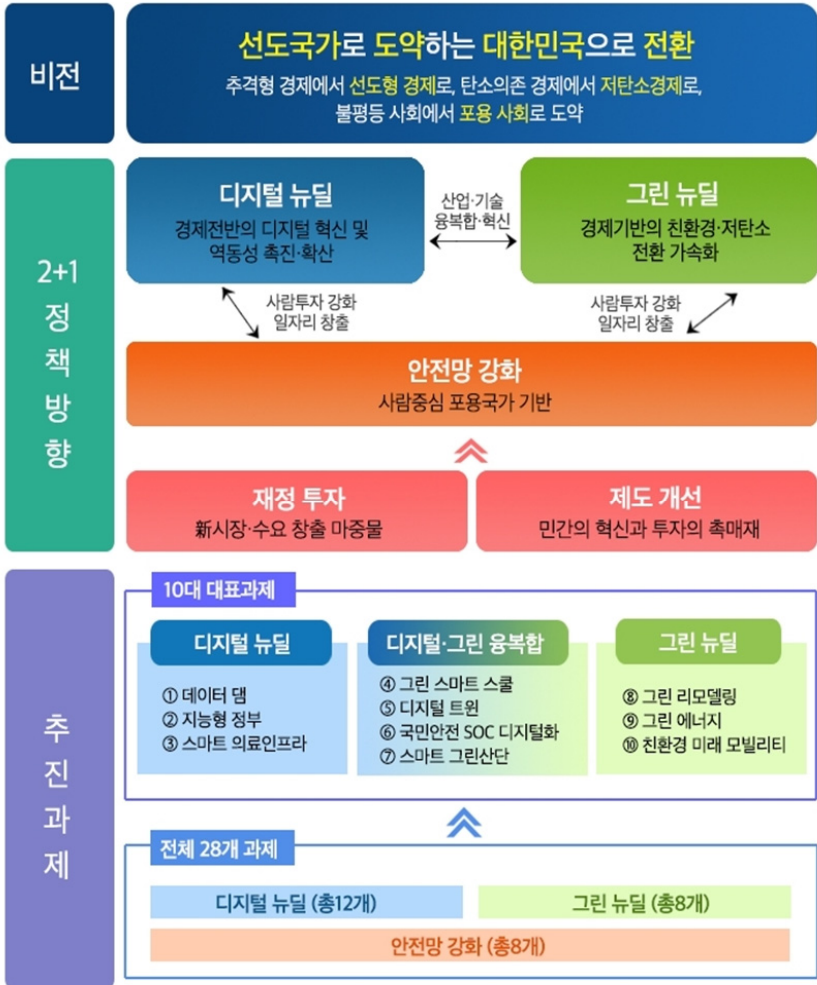 비전
선도국가로 도약하는 대한민국으로 전환
추격형 경제에서 선도형 경제로, 탄소의존 경제에서 저탄소경제로,
불평등 사회에서 포용 사회로 도약
2+1
정
책
방
향
디지털 뉴딜
경제전반의 디지털 혁신 및
역동성 촉진·확산
산업·기술
융복합·혁신
그린 뉴딜
경제기반의 친환경·저탄소
전환 가속화
사람투자 강화
일자리 창출
사람투자 강화
일자리 창출
안전망 강화
사람중심 포용국가 기반
재정 투자
新시장·수요 창출 마중물
제도 개선
민간의 혁신과 투자의 촉매재
추
진
과
제
10대 대표과제
디지털 뉴딜
① 데이터 댐
② 지능형 정부
③ 스마트 의료인프라
디지털·그린 융복합
④ 그린 스마트 스쿨
⑤ 디지털 트윈
⑥ 국민안전 SOC 디지털화
⑦ 스마트 그린산단
그린 뉴딜
⑧ 그린 리모델링
⑨ 그린 에너지
⑩ 친환경 미래 모빌리티
전체 28개 과제
디지털 뉴딜 (총12개)
그린 뉴딜 (총8개)
안전망 강화 (총8개)